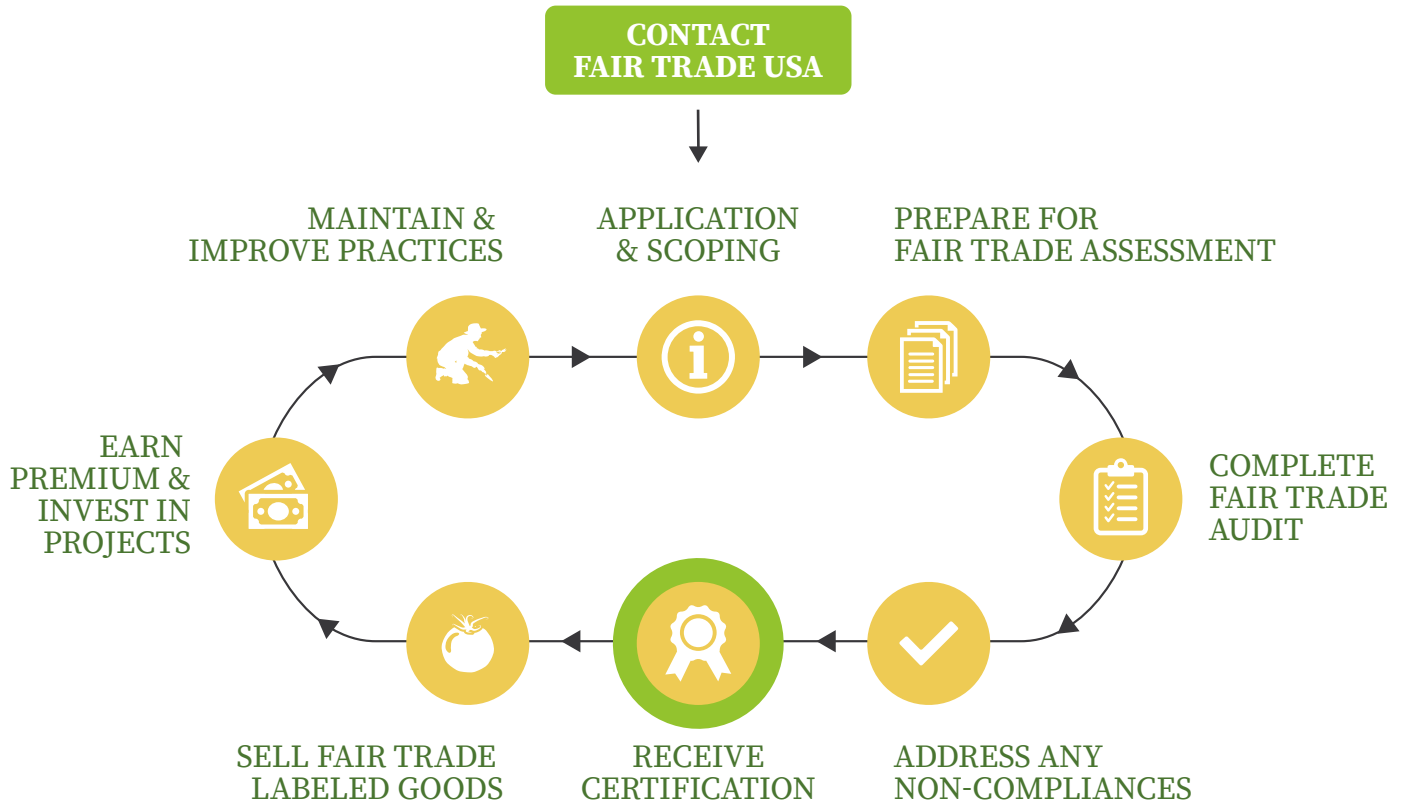 CONTACT
FAIR TRADE USA
MAINTAIN &
IMPROVE PRACTICES
APPLICATION
& SCOPING
PREPARE FOR
FAIR TRADE ASSESSMENT
EARN
PREMIUM &
INVEST IN
PROJECTS
COMPLETE
FAIR TRADE
AUDIT
SELL FAIR TRADE
LABELED GOODS
RECEIVE
CERTIFICATION
ADDRESS ANY
NON-COMPLIANCES